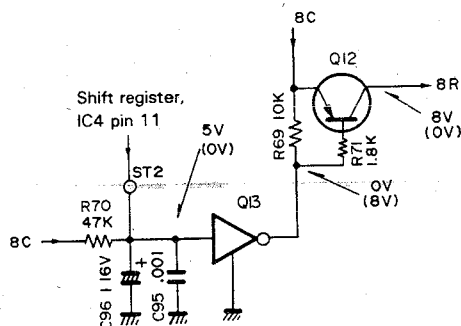 8C
Q12
8R
Shift register,
IC4 pin 11
5V
(0V)
R69 10K
R71
1.8K
8V
(0V)
ST2
0V
(8V)
R70
47K
Q13
8C
+
C96 1 16V
C95 .001